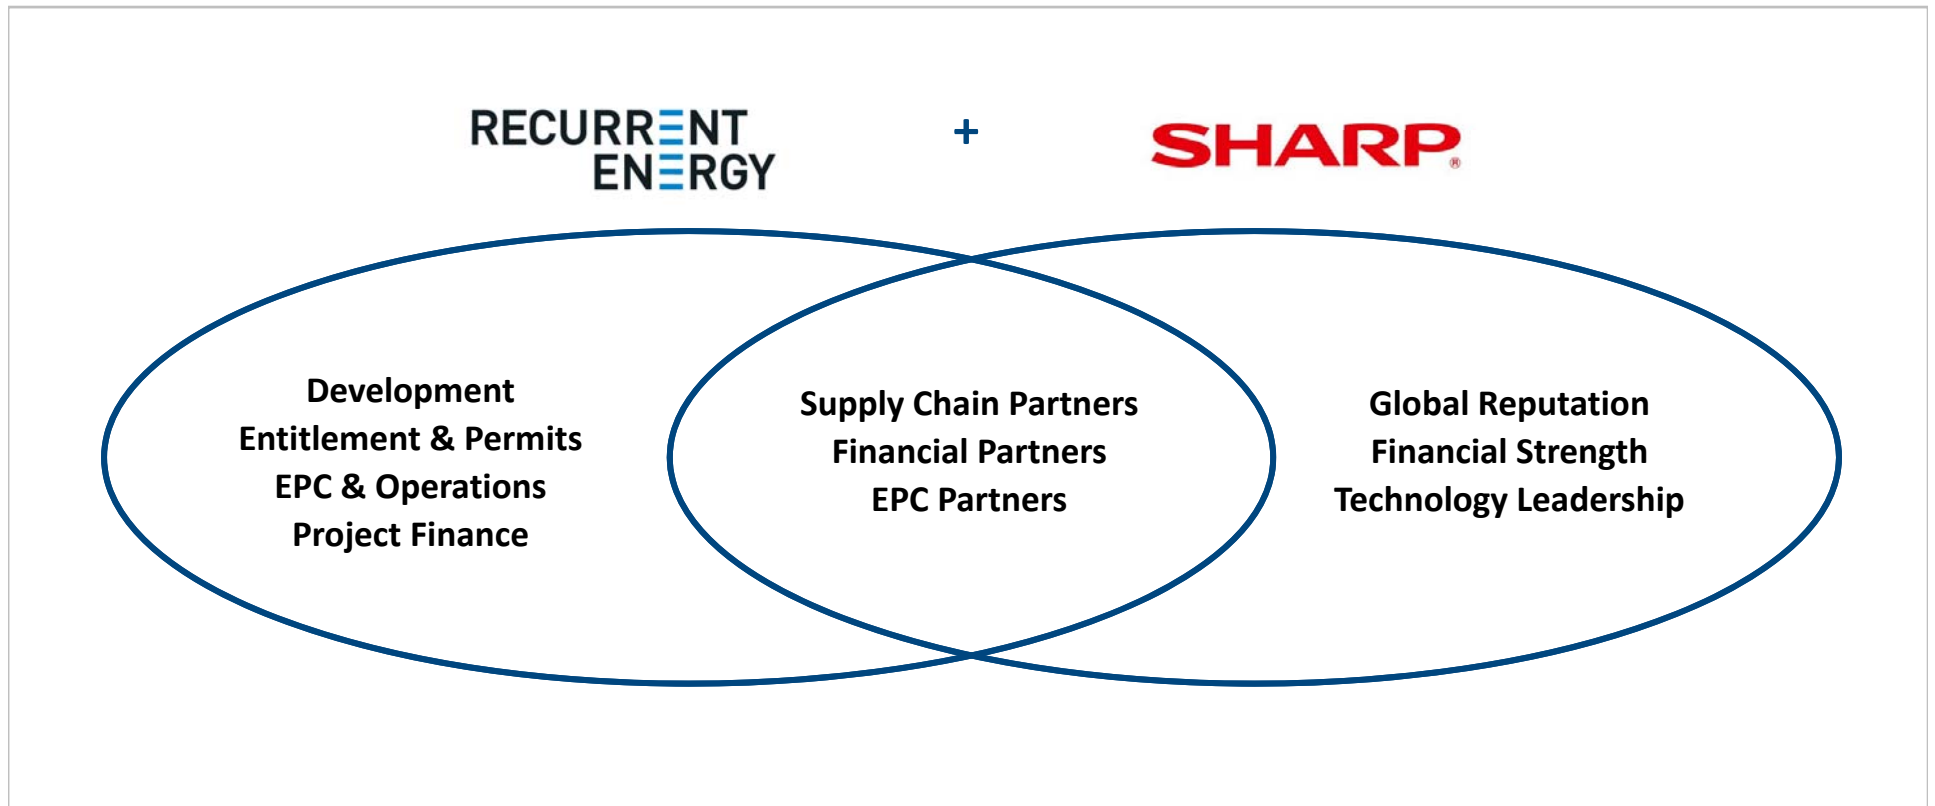 RECURRENT
ENERGY
+
SHARP®
Development
Entitlement & Permits
EPC & Operations
Project Finance
Supply Chain Partners
Financial Partners
EPC Partners
Global Reputation
Financial Strength
Technology Leadership